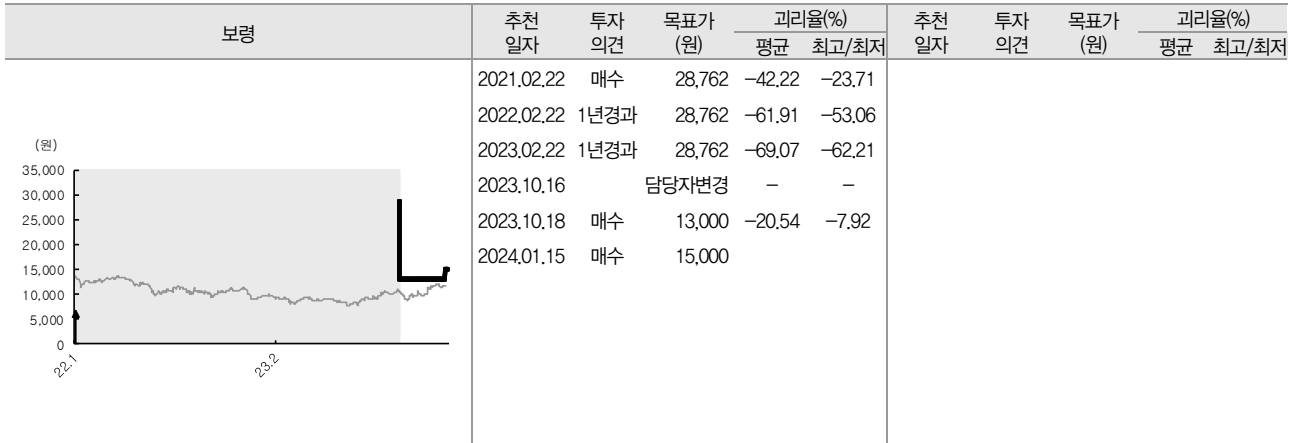 보령
추천 일자 투자 의견 목표가 (원) 괴리율(%) 평균 최고/최저
추천 일자 투자 의견 목표가 (원) 괴리율(%) 평균 최고/최저
2021.02.22 매수 28,762 -42.22 -23.71
2022.02.22 1년경과 28,762 -61.91 -53.06
2023.02.22 1년경과 28,762 -69.07 -62.21
2023.10.16 담당자변경 - -
2023.10.18 매수 13,000 -20.54 -7.92
2024.01.15 매수 15,000
(원)
35,000
30,000
25,000
20,000
15,000
10,000
5,000
0
22.1
23.2